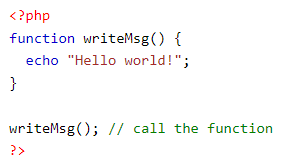 <?php
function writeMsg() {
  echo "Hello world!";
}

writeMsg(); // call the function
?>